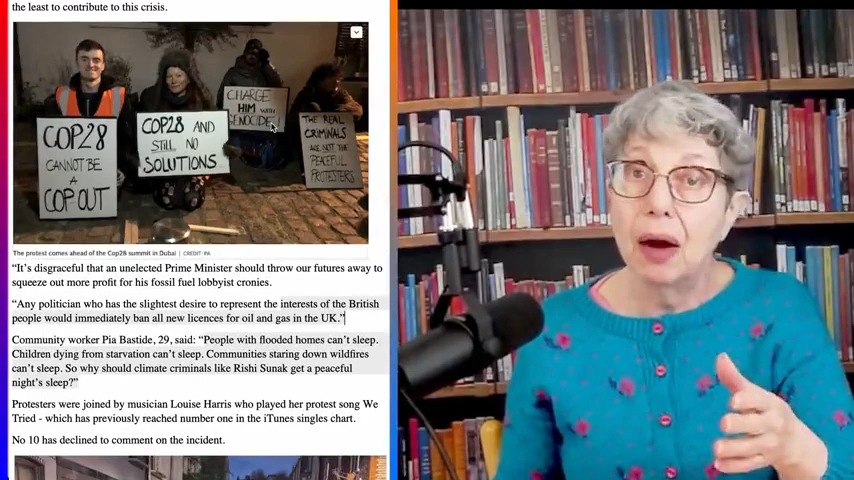 the least to contribute to this crisis.
COP28
CANNOT BE
A
COP OUT
COP28 AND
STILL NO
SOLUTIONS
CHARGE
HIM WITH
GENOCIDE
THE REAL
CRIMINALS
ARE NOT THE
PEACEFUL
PROTESTERS
The protest comes ahead of the Cop28 summit in Dubai | CREDIT: PA
“It's disgraceful that an unelected Prime Minister should throw our futures away to
squeeze out more profit for his fossil fuel lobbyist cronies.
“Any politician who has the slightest desire to represent the interests of the British
people would immediately ban all new licences for oil and gas in the UK.”
Community worker Pia Bastide, 29, said: “People with flooded homes can't sleep.
Children dying from starvation can't sleep. Communities staring down wildfires
can't sleep. So why should climate criminals like Rishi Sunak get a peaceful
night's sleep?”
Protesters were joined by musician Louise Harris who played her protest song We
Tried - which has previously reached number one in the iTunes singles chart.
No 10 has declined to comment on the incident.